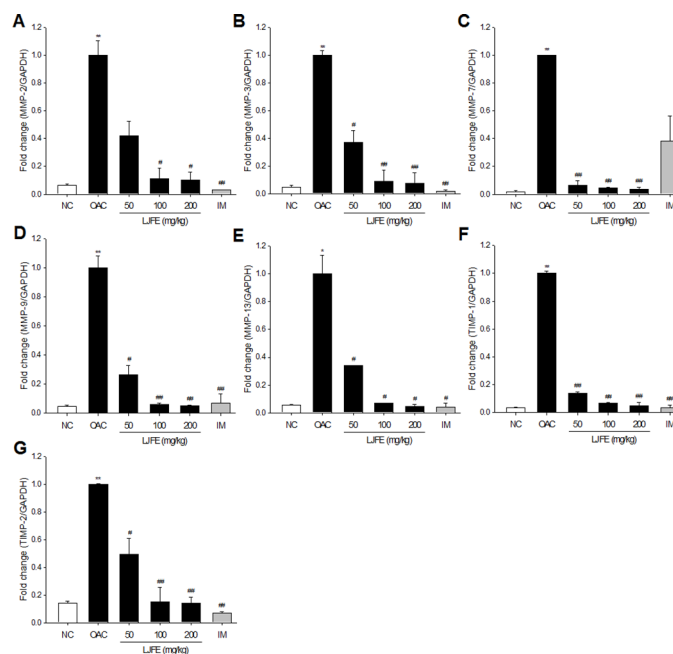 A
Fold change (MMP-2/GAPDH)
1.2
1.0
0.8
0.6
0.4
0.2
0.0
**
# # ##
NC OAC 50 100 200 IM
LJFE (mg/kg)
B
Fold change (MMP-3/GAPDH)
1.2
1.0
0.8
0.6
0.4
0.2
0.0
**
# ## ## ##
NC OAC 50 100 200 IM
LJFE (mg/kg)
C
Fold change (MMP-7/GAPDH)
1.2
1.0
0.8
0.6
0.4
0.2
0.0
**
## ## ##
NC OAC 50 100 200 IM
LJFE (mg/kg)
D
Fold change (MMP-9/GAPDH)
1.2
1.0
0.8
0.6
0.4
0.2
0.0
**
# ## ## ##
NC OAC 50 100 200 IM
LJFE (mg/kg)
E
Fold change (MMP-13/GAPDH)
1.2
1.0
0.8
0.6
0.4
0.2
0.0
*
# # # #
NC OAC 50 100 200 IM
LJFE (mg/kg)
F
Fold change (TIMP-1/GAPDH)
1.2
1.0
0.8
0.6
0.4
0.2
0.0
**
## ## ## ##
NC OAC 50 100 200 IM
LJFE (mg/kg)
G
Fold change (TIMP-2/GAPDH)
1.2
1.0
0.8
0.6
0.4
0.2
0.0
**
# ## ## ##
NC OAC 50 100 200 IM
LJFE (mg/kg)